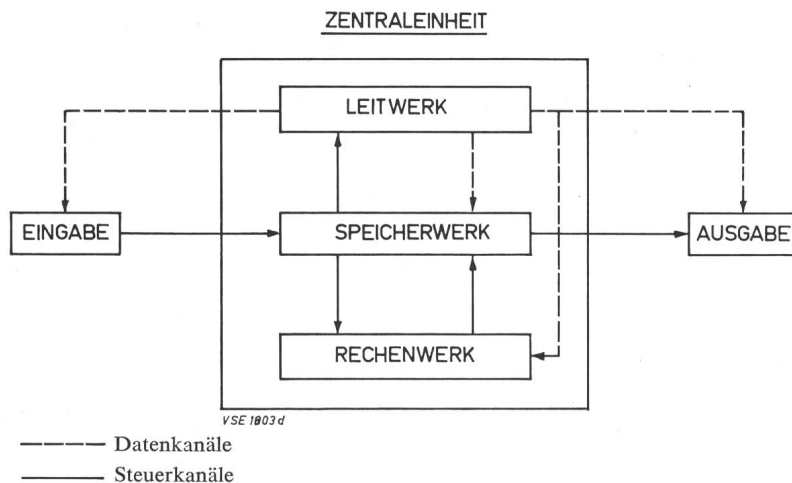 ZENTRALEINHEIT
LEITWERK
EINGABE
SPEICHERWERK
AUSGABE
RECHENWERK
VSE 1803 d
Datenkanäle
Steuerkanäle